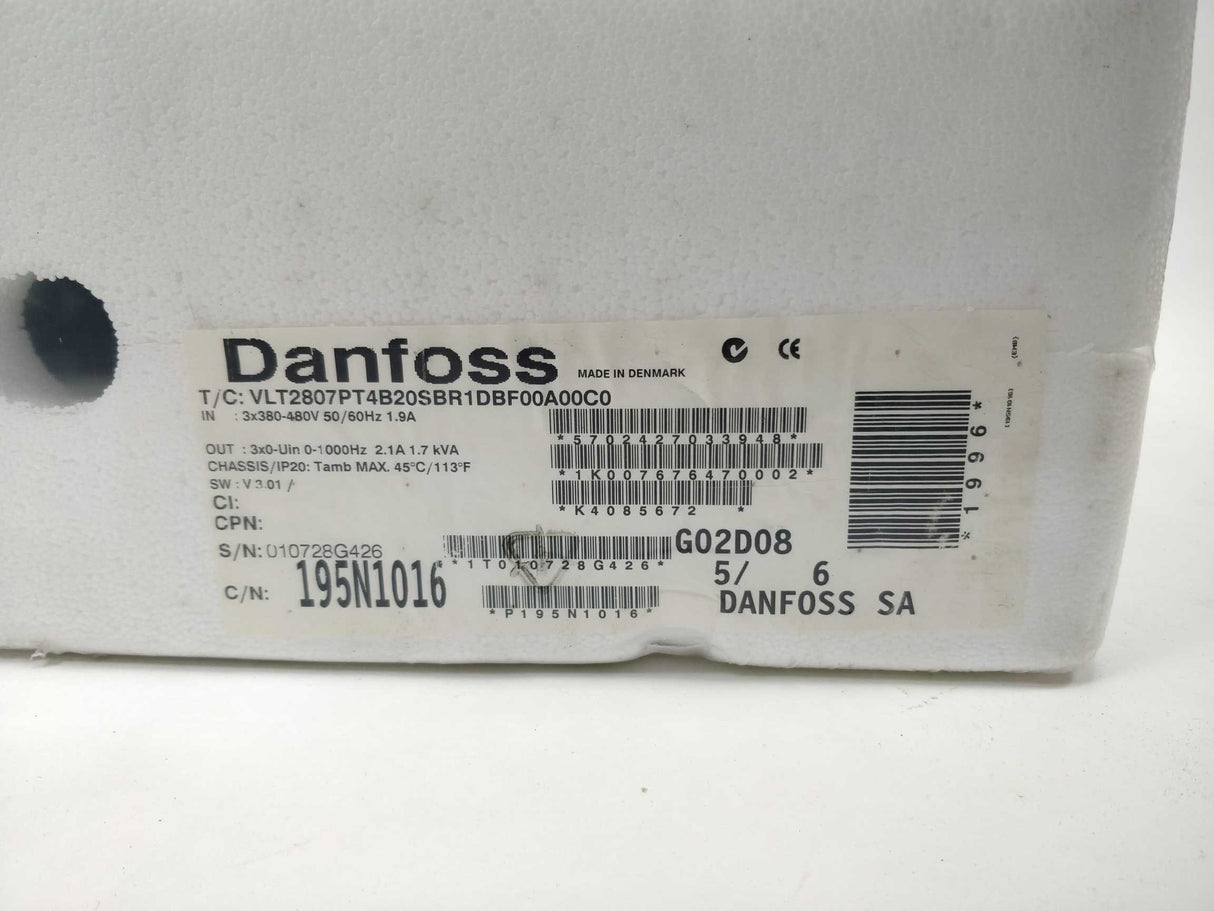 Danfoss
MADE IN DENMARK
CE
T/C: VLT2807PT4B20SBR1DBF00A00C0
IN : 3x380-480V 50/60Hz 1.9A
*5702427033948*
OUT : 3x0-Uin 0-1000Hz 2.1A 1.7 kVA
CHASSIS/IP20: Tamb MAX. 45°C/113°F
*1K007676470002*
SW : V 3.01 /
CI:
*K4085672 *
CPN:
*1996*
S/N: 010728G426
*1T010728G426*
G02D08
5/ 6
C/N: 195N1016
*P195N1016*
DANFOSS SA